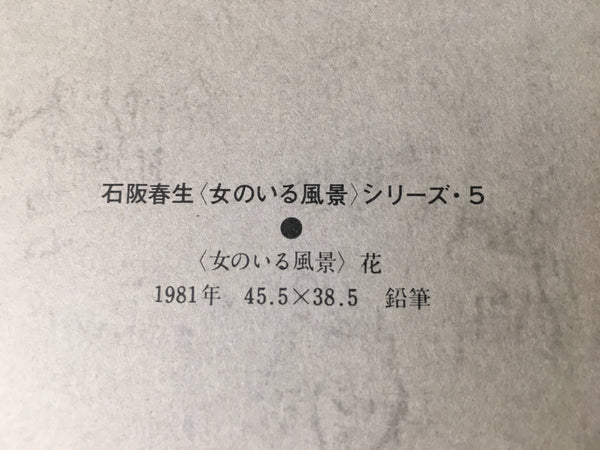 石阪春生〈女のいる風景〉シリーズ・5
●
〈女のいる風景〉花
1981年 45.5×38.5 鉛筆